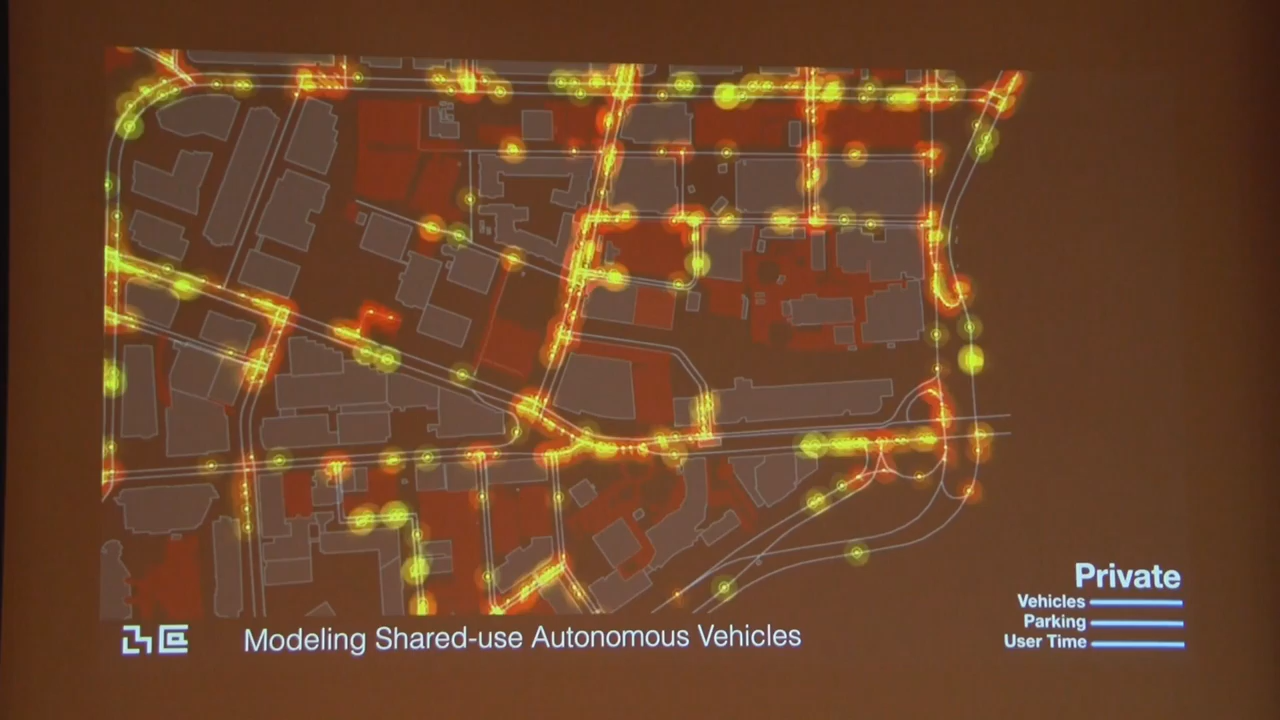 Private
Vehicles
Parking
User Time
Modeling Shared-use Autonomous Vehicles